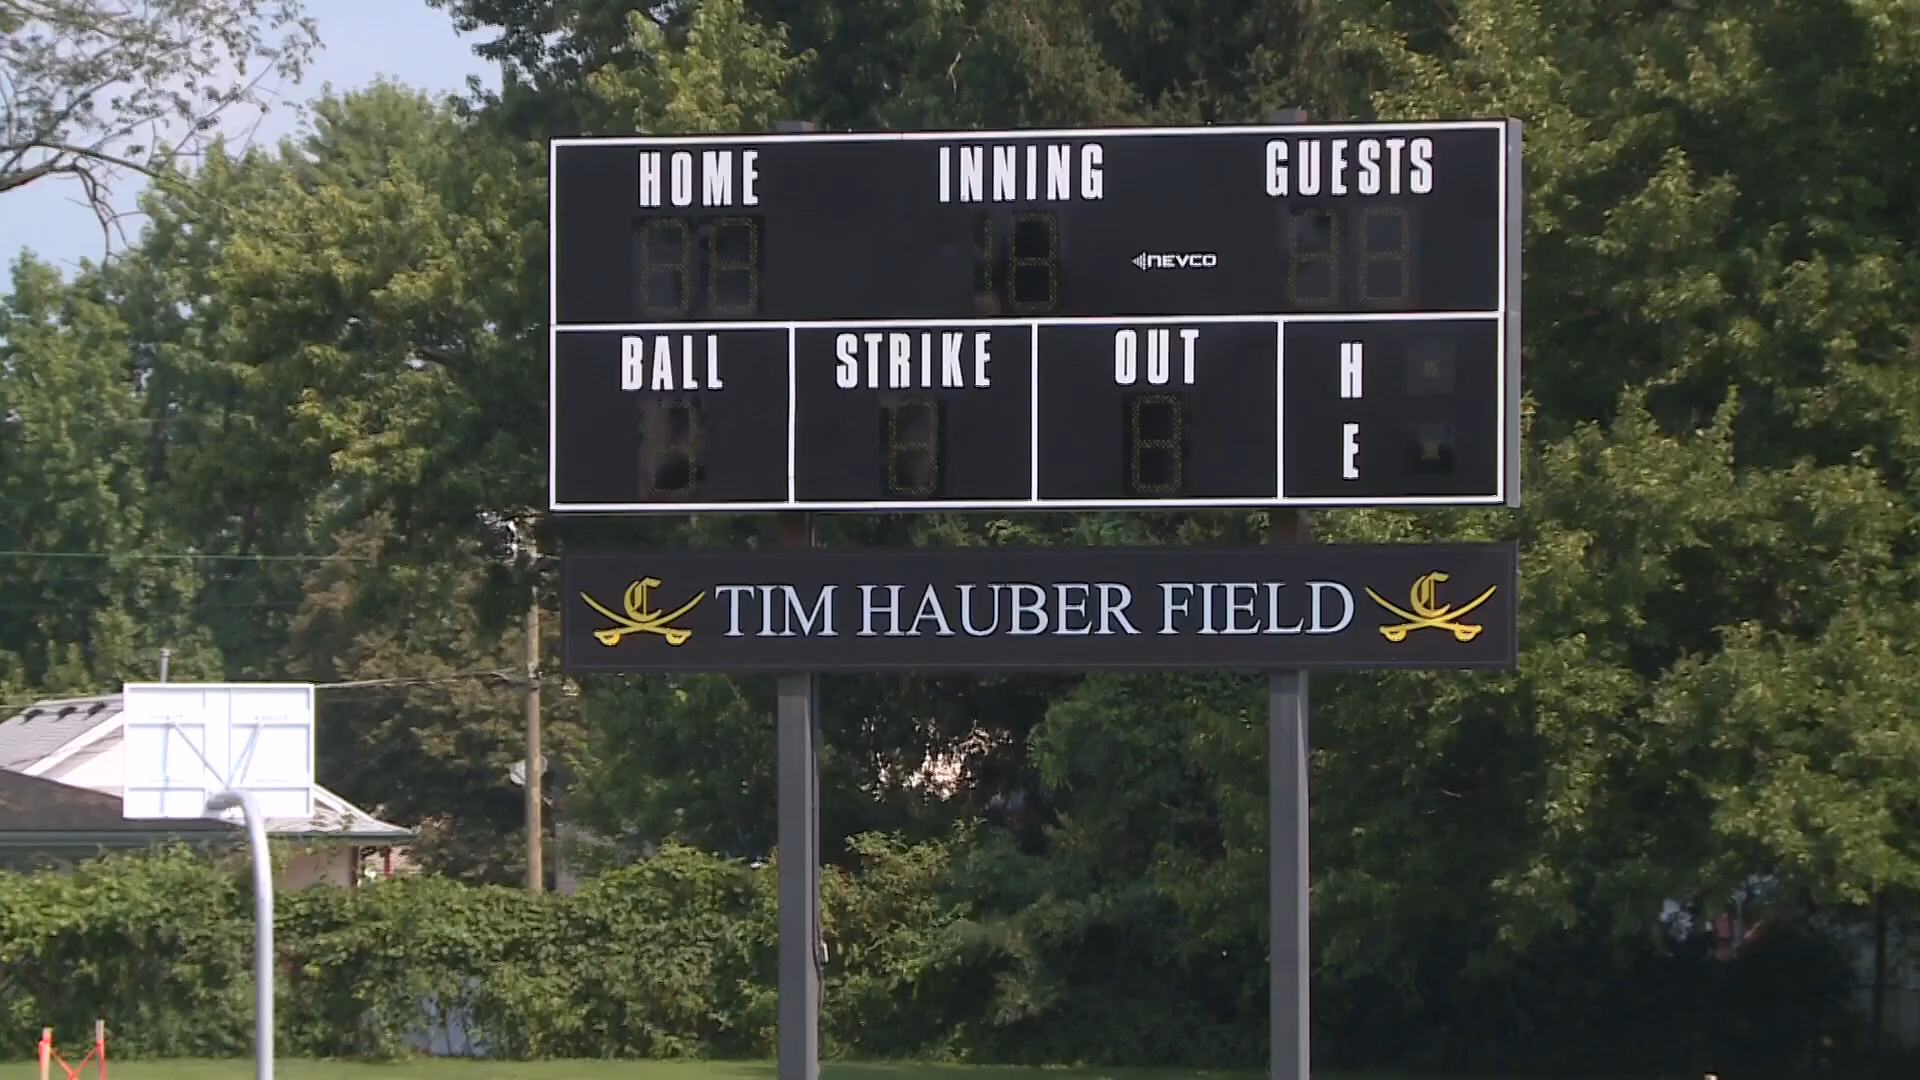 HOME INNING GUESTS
NEVCO
BALL STRIKE OUT H
E
C TIM HAUBER FIELD C